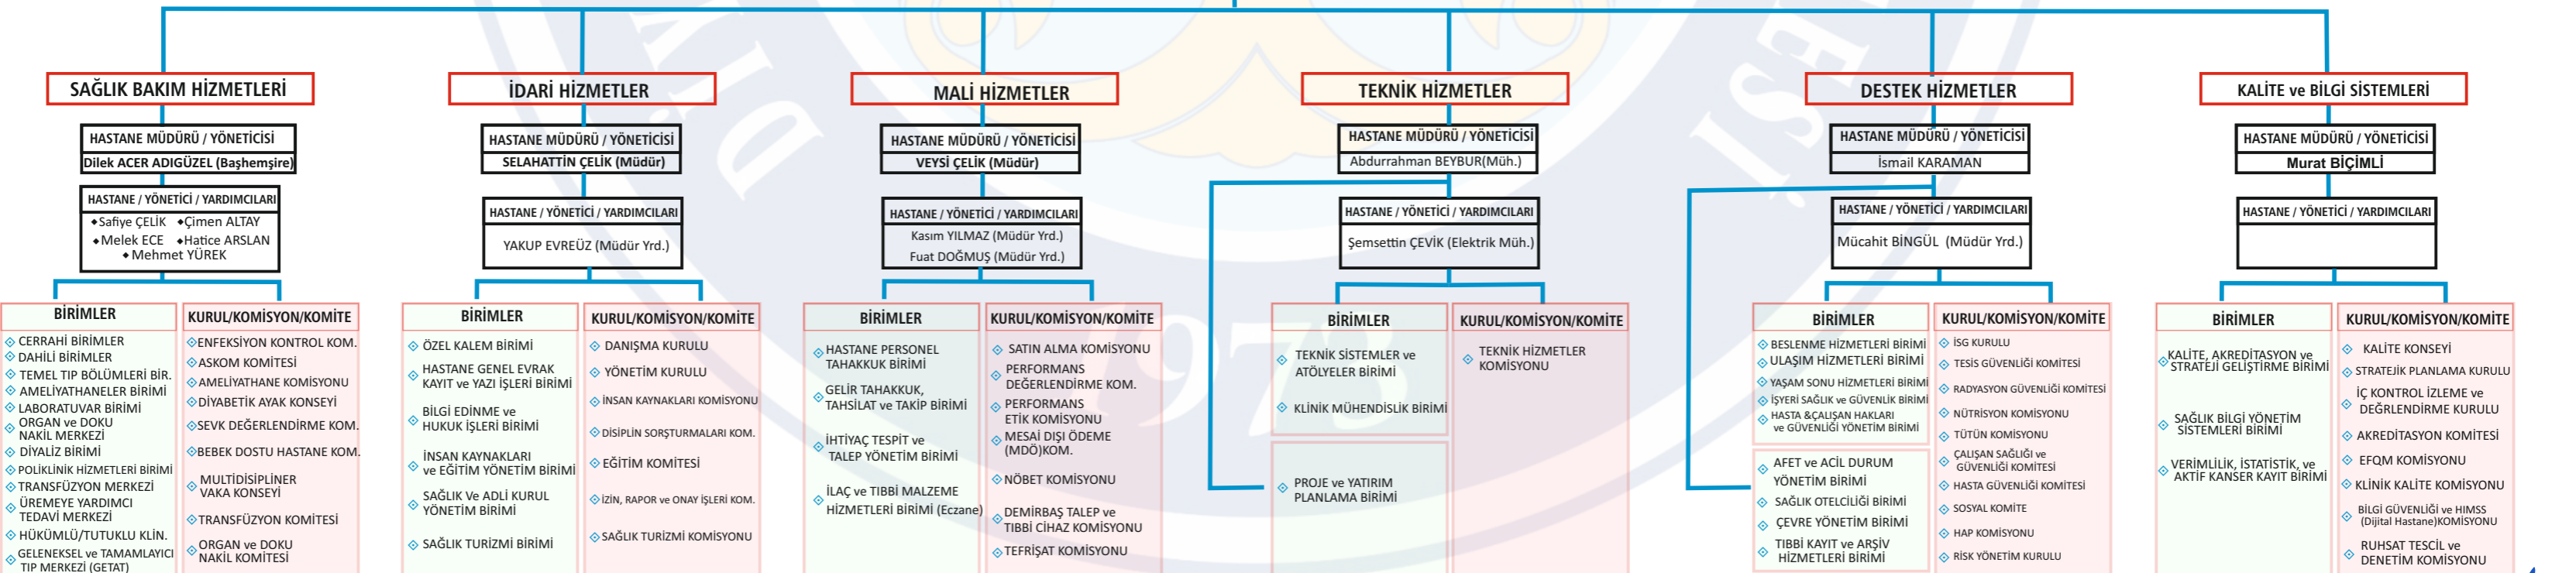 SAĞLIK BAKIM HİZMETLERİ
HASTANE MÜDÜRÜ / YÖNETİCİSİ
Dilek ACER ADIGÜZEL (Başhemşire)
HASTANE / YÖNETİCİ / YARDIMCILARI
Safiye ÇELİK Çimen ALTAY
Melek ECE Hatice ARSLAN
Mehmet YÜREK
BİRİMLER
CERRAHİ BİRİMLER
DAHİLİ BİRİMLER
TEMEL TIP BÖLÜMLERİ BİR.
AMELİYATHANELER BİRİMİ
LABORATUVAR BİRİMİ
ORGAN ve DOKU
NAKİL MERKEZİ
DİYALİZ BİRİMİ
POLİKLİNİK HİZMETLERİ BİRİMİ
TRANSFÜZYON MERKEZİ
ÜREMEYE YARDIMCI
TEDAVİ MERKEZİ
HÜKÜMLÜ/TUTUKLU KLİN.
GELENEKSEL ve TAMAMLAYICI
TIP MERKEZİ (GETAT)
KURUL/KOMİSYON/KOMİTE
ENFEKSİYON KONTROL KOM.
ASKOM KOMİTESİ
AMELİYATHANE KOMİSYONU
DİYABETİK AYAK KONSEYİ
SEVK DEĞERLENDİRME KOM.
BEBEK DOSTU HASTANE KOM.
MULTİDİSİPLİNER
VAKA KONSEYİ
TRANSFÜZYON KOMİTESİ
ORGAN ve DOKU
NAKİL KOMİTESİ
İDARİ HİZMETLER
HASTANE MÜDÜRÜ / YÖNETİCİSİ
SELAHATTİN ÇELİK (Müdür)
HASTANE / YÖNETİCİ / YARDIMCILARI
YAKUP EVREÜZ (Müdür Yrd.)
BİRİMLER
ÖZEL KALEM BİRİMİ
HASTANE GENEL EVRAK
KAYIT ve YAZI İŞLERİ BİRİMİ
BİLGİ EDİNME ve
HUKUK İŞLERİ BİRİMİ
İNSAN KAYNAKLARI
ve EĞİTİM YÖNETİM BİRİMİ
SAĞLIK Ve ADLİ KURUL
YÖNETİM BİRİMİ
SAĞLIK TURİZMİ BİRİMİ
KURUL/KOMİSYON/KOMİTE
DANIŞMA KURULU
YÖNETİM KURULU
İNSAN KAYNAKLARI KOMİSYONU
DİSİPLİN SORŞTURMALARI KOM.
EĞİTİM KOMİTESİ
İZİN, RAPOR ve ONAY İŞLERİ KOM.
SAĞLIK TURİZMİ KOMİSYONU
MALİ HİZMETLER
HASTANE MÜDÜRÜ / YÖNETİCİSİ
VEYSİ ÇELİK (Müdür)
HASTANE / YÖNETİCİ / YARDIMCILARI
Kasım YILMAZ (Müdür Yrd.)
Fuat DOĞMUŞ (Müdür Yrd.)
BİRİMLER
HASTANE PERSONEL
TAHAKKUK BİRİMİ
GELİR TAHAKKUK,
TAHSİLAT ve TAKİP BİRİMİ
İHTİYAÇ TESPİT ve
TALEP YÖNETİM BİRİMİ
İLAÇ ve TIBBİ MALZEME
HİZMETLERİ BİRİMİ (Eczane)
KURUL/KOMİSYON/KOMİTE
SATIN ALMA KOMİSYONU
PERFORMANS
DEĞERLENDİRME KOM.
PERFORMANS
ETİK KOMİSYONU
MESAİ DIŞI ÖDEME
(MDÖ)KOM.
NÖBET KOMİSYONU
DEMİRBAŞ TALEP ve
TIBBİ CİHAZ KOMİSYONU
TEFRİŞAT KOMİSYONU
TEKNİK HİZMETLER
HASTANE MÜDÜRÜ / YÖNETİCİSİ
Abdurrahman BEYBUR(Müh.)
HASTANE / YÖNETİCİ / YARDIMCILARI
Şemsettin ÇEVİK (Elektrik Müh.)
BİRİMLER
TEKNİK SİSTEMLER ve
ATÖLYELER BİRİMİ
KLİNİK MÜHENDİSLİK BİRİMİ
PROJE ve YATIRIM
PLANLAMA BİRİMİ
KURUL/KOMİSYON/KOMİTE
TEKNİK HİZMETLER
KOMİSYONU
DESTEK HİZMETLER
HASTANE MÜDÜRÜ / YÖNETİCİSİ
İsmail KARAMAN
HASTANE / YÖNETİCİ / YARDIMCILARI
Mücahit BİNGÜL (Müdür Yrd.)
BİRİMLER
BESLENME HİZMETLERİ BİRİMİ
ULAŞIM HİZMETLERİ BİRİMİ
YAŞAM SONU HİZMETLERİ BİRİMİ
İŞYERİ SAĞLIK ve GÜVENLİK BİRİMİ
HASTA &ÇALIŞAN HAKLARI
ve GÜVENLİĞİ YÖNETİM BİRİMİ
AFET ve ACİL DURUM
YÖNETİM BİRİMİ
SAĞLIK OTELCİLİĞİ BİRİMİ
ÇEVRE YÖNETİM BİRİMİ
TIBBİ KAYIT ve ARŞİV
HİZMETLERİ BİRİMİ
KURUL/KOMİSYON/KOMİTE
İSG KURULU
TESİS GÜVENLİĞİ KOMİTESİ
RADYASYON GÜVENLİĞİ KOMİTESİ
NÜTRİSYON KOMİSYONU
TÜTÜN KOMİSYONU
ÇALIŞAN SAĞLIĞI ve
GÜVENLİĞİ KOMİTESİ
HASTA GÜVENLİĞİ KOMİTESİ
SOSYAL KOMİTE
HAP KOMİSYONU
RİSK YÖNETİM KURULU
KALİTE ve BİLGİ SİSTEMLERİ
HASTANE MÜDÜRÜ / YÖNETİCİSİ
Murat BİÇİMLİ
HASTANE / YÖNETİCİ / YARDIMCILARI
BİRİMLER
KALİTE, AKREDİTASYON ve
STRATEJİ GELİŞTİRME BİRİMİ
SAĞLIK BİLGİ YÖNETİM
SİSTEMLERİ BİRİMİ
VERİMLİLİK, İSTATİSTİK, ve
AKTİF KANSER KAYIT BİRİMİ
KURUL/KOMİSYON/KOMİTE
KALİTE KONSEYİ
STRATEJİK PLANLAMA KURULU
İÇ KONTROL İZLEME ve
DEĞRLENDİRME KURULU
AKREDİTASYON KOMİTESİ
EFQM KOMİSYONU
KLİNİK KALİTE KOMİSYONU
BİLGİ GÜVENLİĞİ ve HIMSS
(Dijital Hastane)KOMİSYONU
RUHSAT TESCİL ve
DENETİM KOMİSYONU
1973